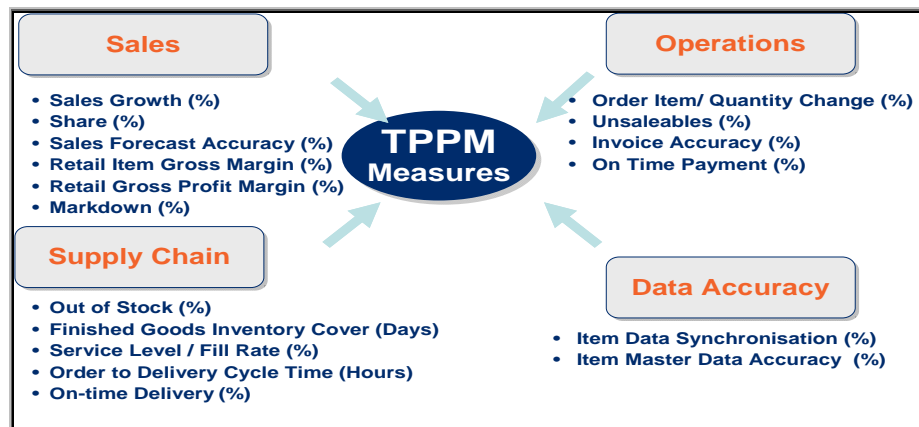 Sales
• Sales Growth (%)
• Share (%)
• Sales Forecast Accuracy (%)
• Retail Item Gross Margin (%)
• Retail Gross Profit Margin (%)
• Markdown (%)
Operations
• Order Item/ Quantity Change (%)
• Unsaleables (%)
• Invoice Accuracy (%)
• On Time Payment (%)
TPPM
Measures
Supply Chain
• Out of Stock (%)
• Finished Goods Inventory Cover (Days)
• Service Level / Fill Rate (%)
• Order to Delivery Cycle Time (Hours)
• On-time Delivery (%)
Data Accuracy
• Item Data Synchronisation (%)
• Item Master Data Accuracy (%)